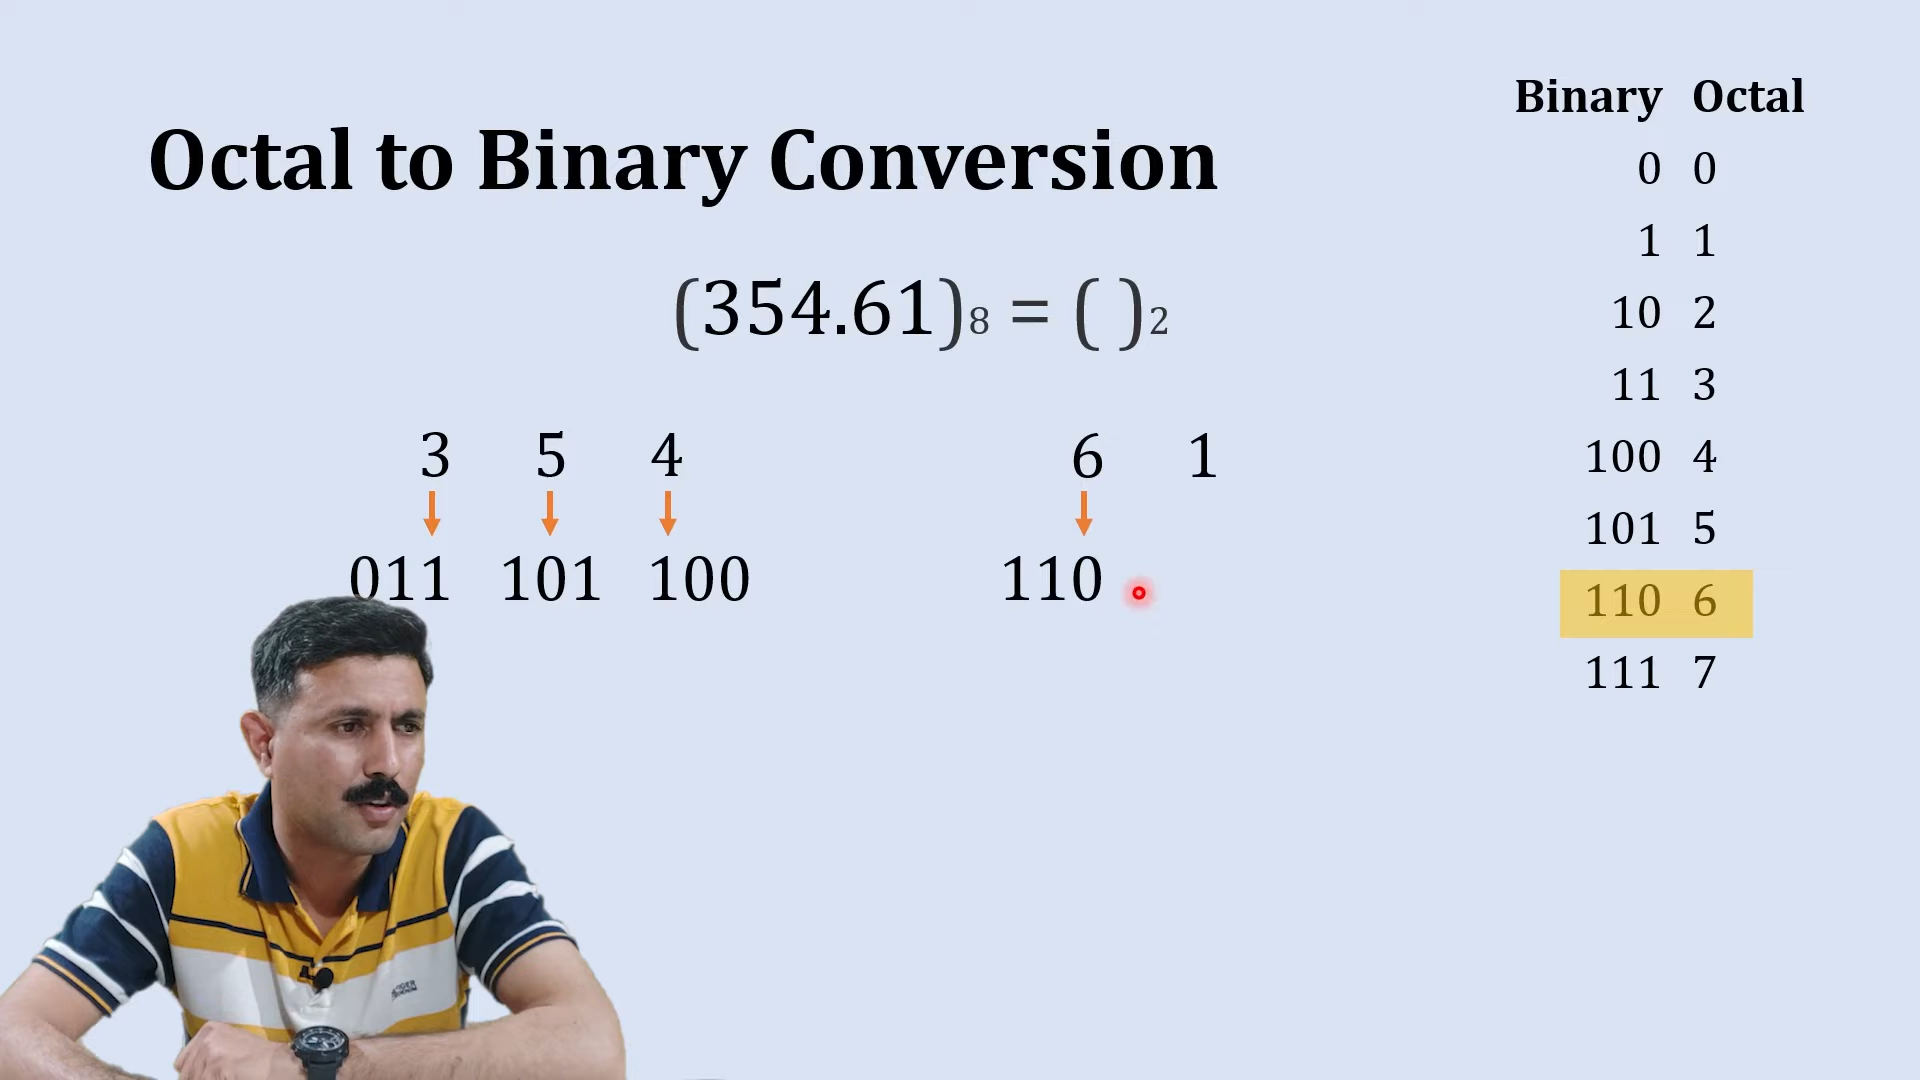 Octal to Binary Conversion
(354.61)8 = ( )2
3 5 4 6 1
011 101 100 110
Binary Octal
0 0
1 1
10 2
11 3
100 4
101 5
110 6
111 7